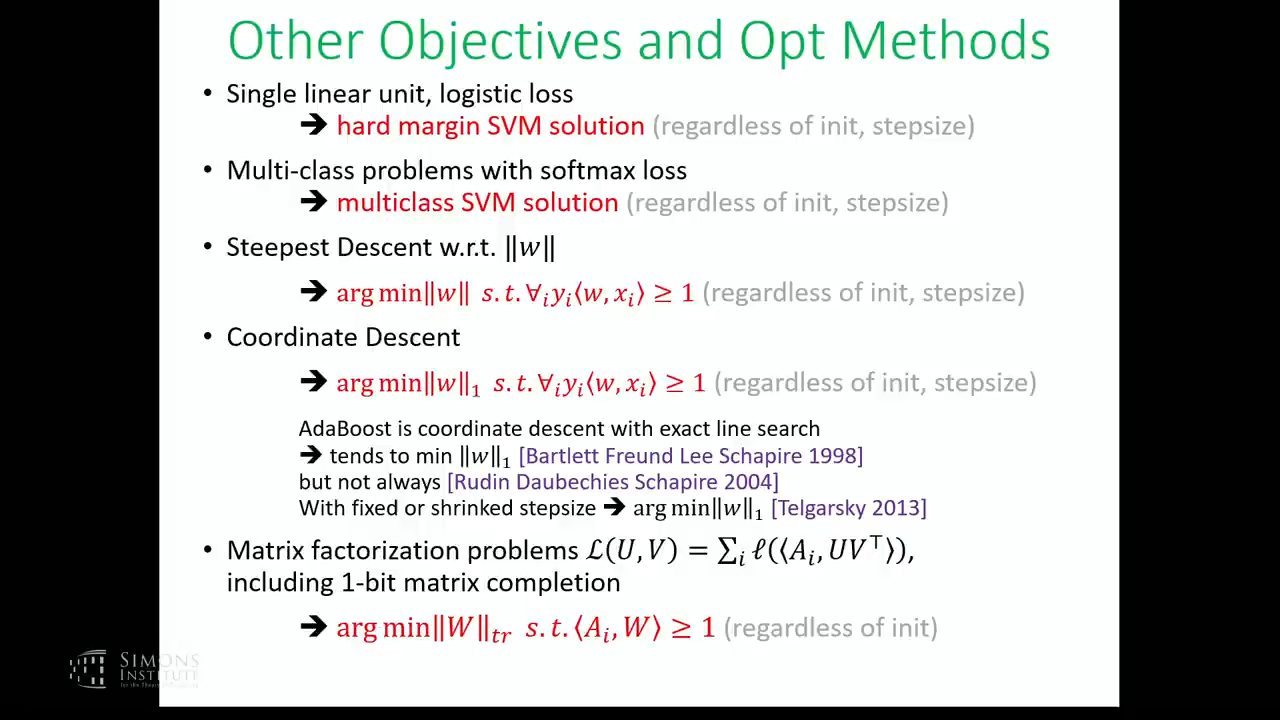 Other Objectives and Opt Methods
• Single linear unit, logistic loss
➔ hard margin SVM solution (regardless of init, stepsize)
• Multi-class problems with softmax loss
➔ multiclass SVM solution (regardless of init, stepsize)
• Steepest Descent w.r.t. ‖w‖
➔ arg min‖w‖ s.t. ∀ᵢyᵢ⟨w, xᵢ⟩ ≥ 1 (regardless of init, stepsize)
• Coordinate Descent
➔ arg min‖w‖₁ s.t. ∀ᵢyᵢ⟨w, xᵢ⟩ ≥ 1 (regardless of init, stepsize)
AdaBoost is coordinate descent with exact line search
➔ tends to min ‖w‖₁ [Bartlett Freund Lee Schapire 1998]
but not always [Rudin Daubechies Schapire 2004]
With fixed or shrinked stepsize ➔ arg min‖w‖₁ [Telgarsky 2013]
• Matrix factorization problems ℒ(U, V) = ∑ᵢ ℓ(⟨Aᵢ, UV⊤⟩),
including 1-bit matrix completion
➔ arg min‖W‖tr s.t. ⟨Aᵢ, W⟩ ≥ 1 (regardless of init)
SIMONS
INSTITUTE